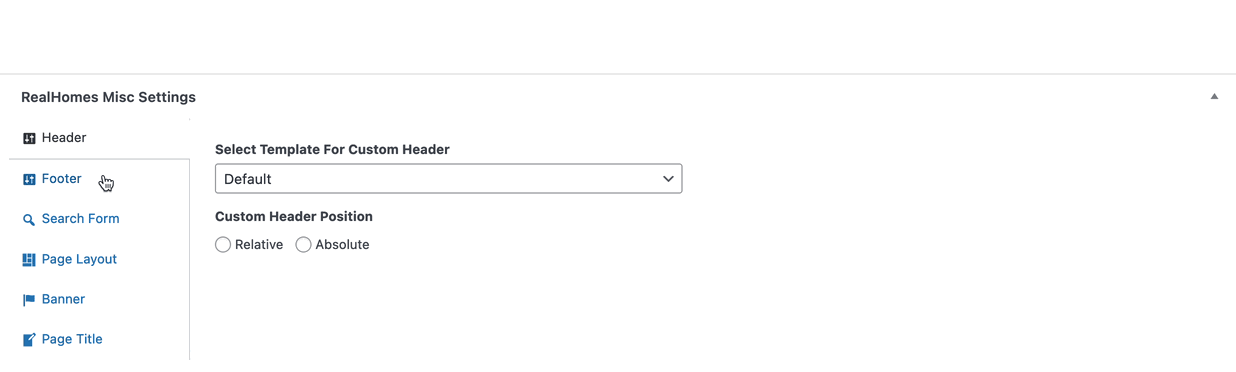 RealHomes Misc Settings
Header
Footer
Search Form
Page Layout
Banner
Page Title
Select Template For Custom Header
Default
Custom Header Position
Relative Absolute